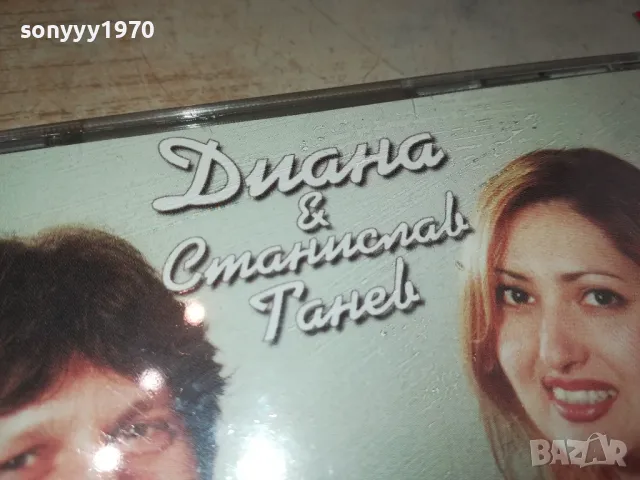 sonyyy1970
Диана
&
Станислав
Танев
BAZAR